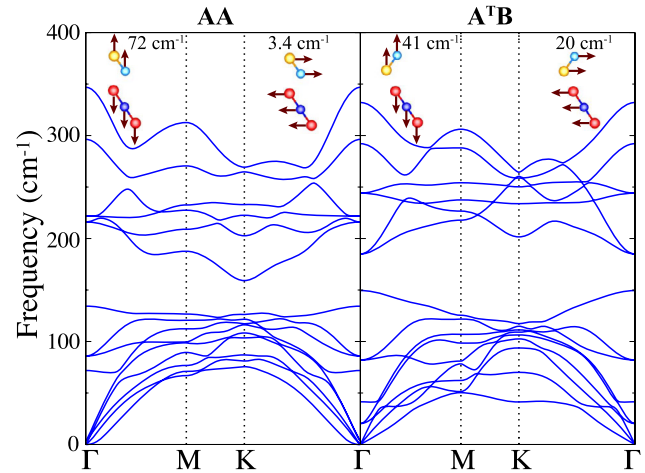 AA
AᵀB
72 cm⁻¹
3.4 cm⁻¹
41 cm⁻¹
20 cm⁻¹
Frequency (cm⁻¹)
400
300
200
100
0
Γ M K Γ M K Γ